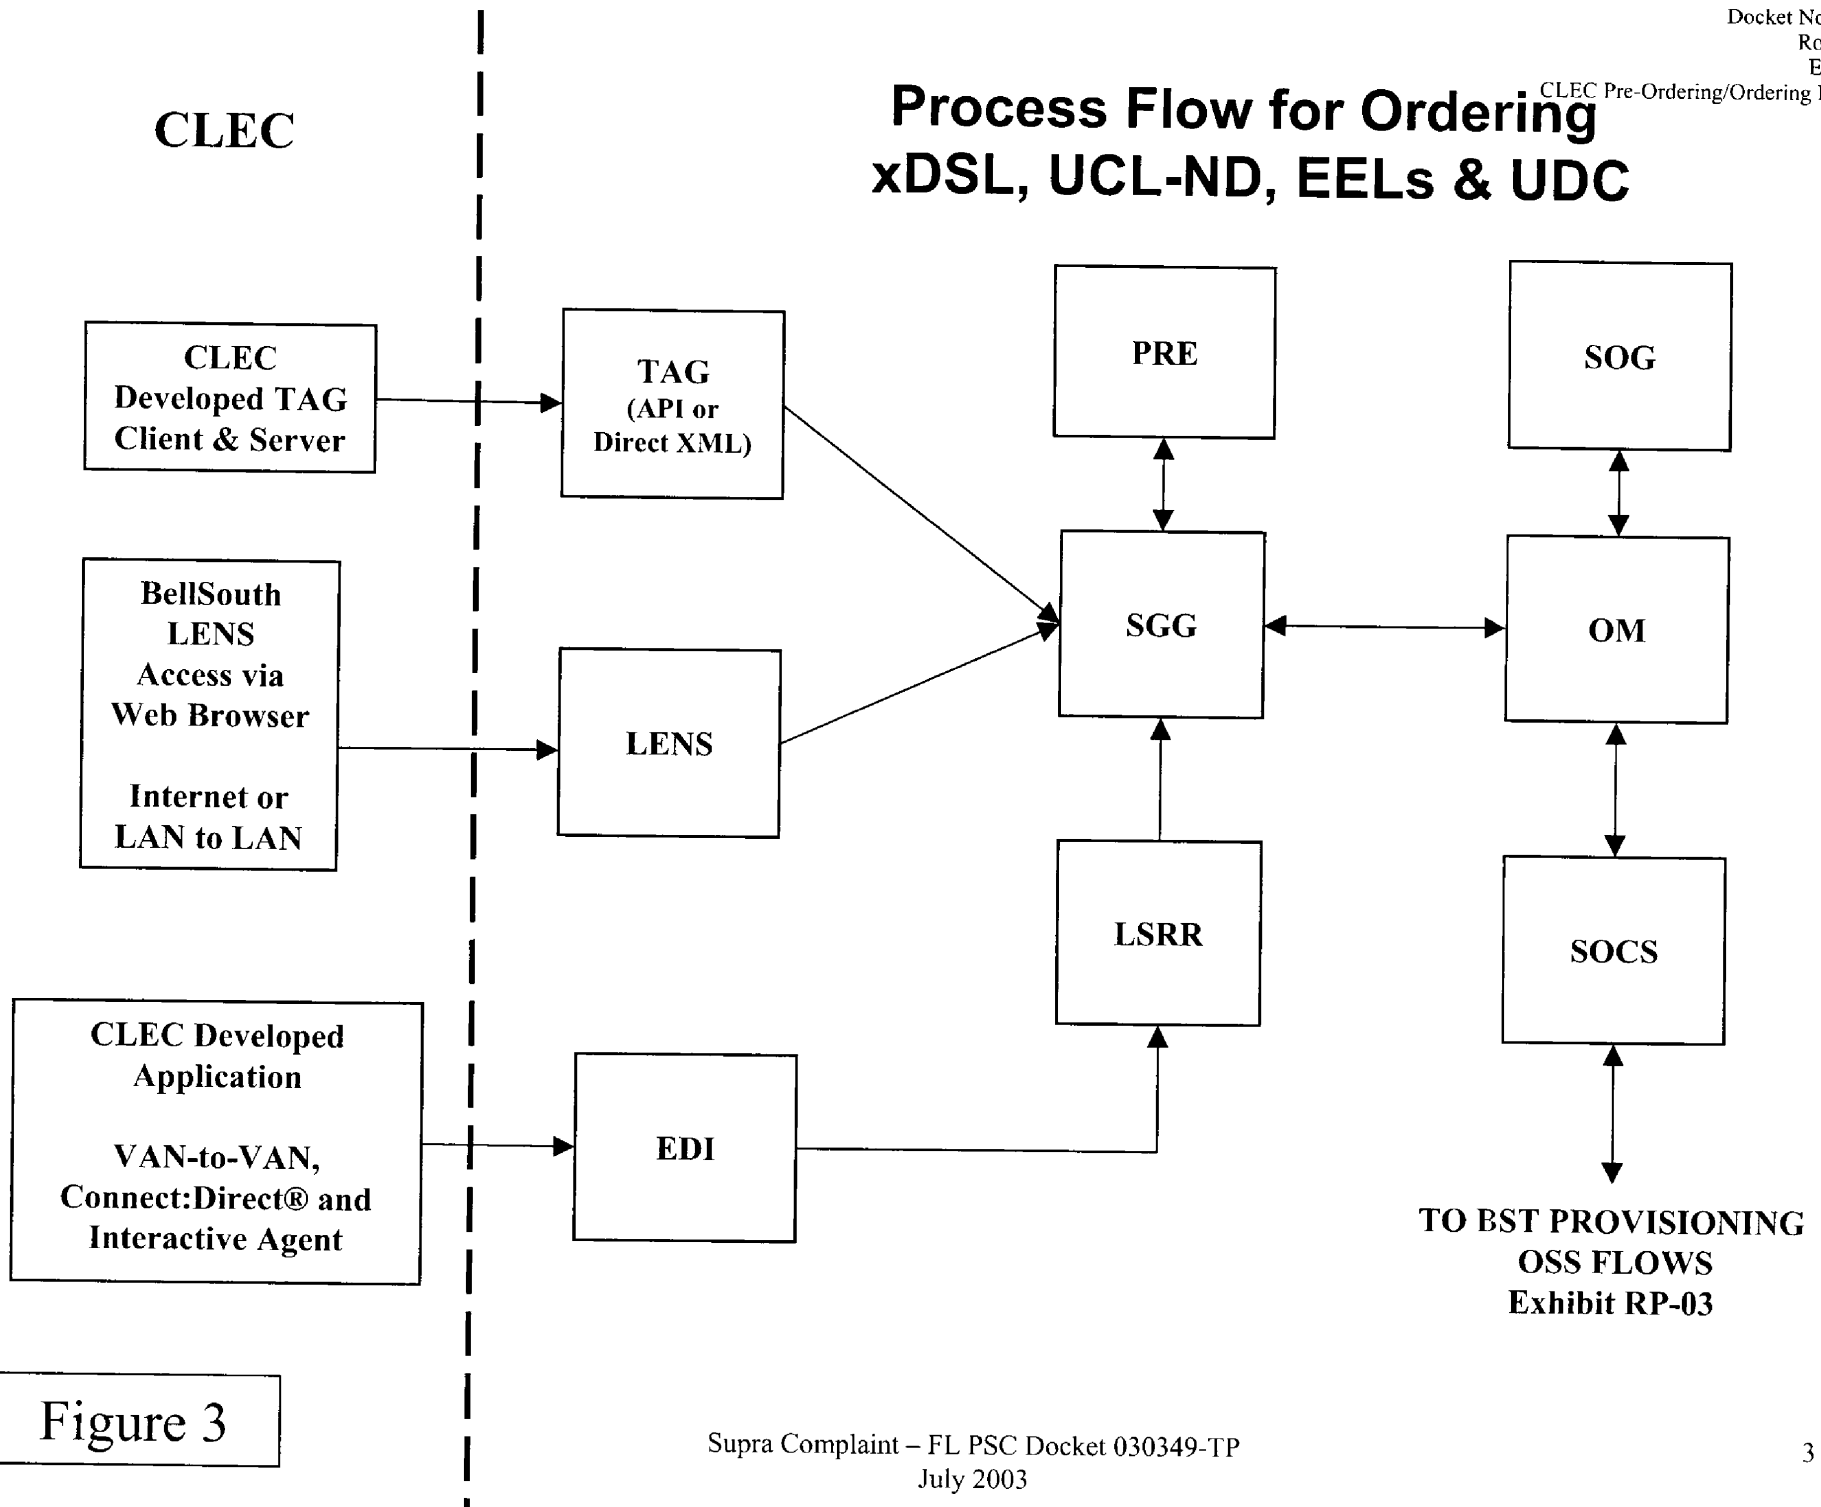 Docket No
Ro
E
CLEC Pre-Ordering/Ordering
CLEC
Process Flow for Ordering
xDSL, UCL-ND, EELs & UDC
CLEC
Developed TAG
Client & Server
TAG
(API or
Direct XML)
PRE
SOG
BellSouth
LENS
Access via
Web Browser
Internet or
LAN to LAN
LENS
SGG
OM
LSRR
SOCS
CLEC Developed
Application
VAN-to-VAN,
Connect:Direct® and
Interactive Agent
EDI
TO BST PROVISIONING
OSS FLOWS
Exhibit RP-03
Figure 3
Supra Complaint – FL PSC Docket 030349-TP
July 2003
3